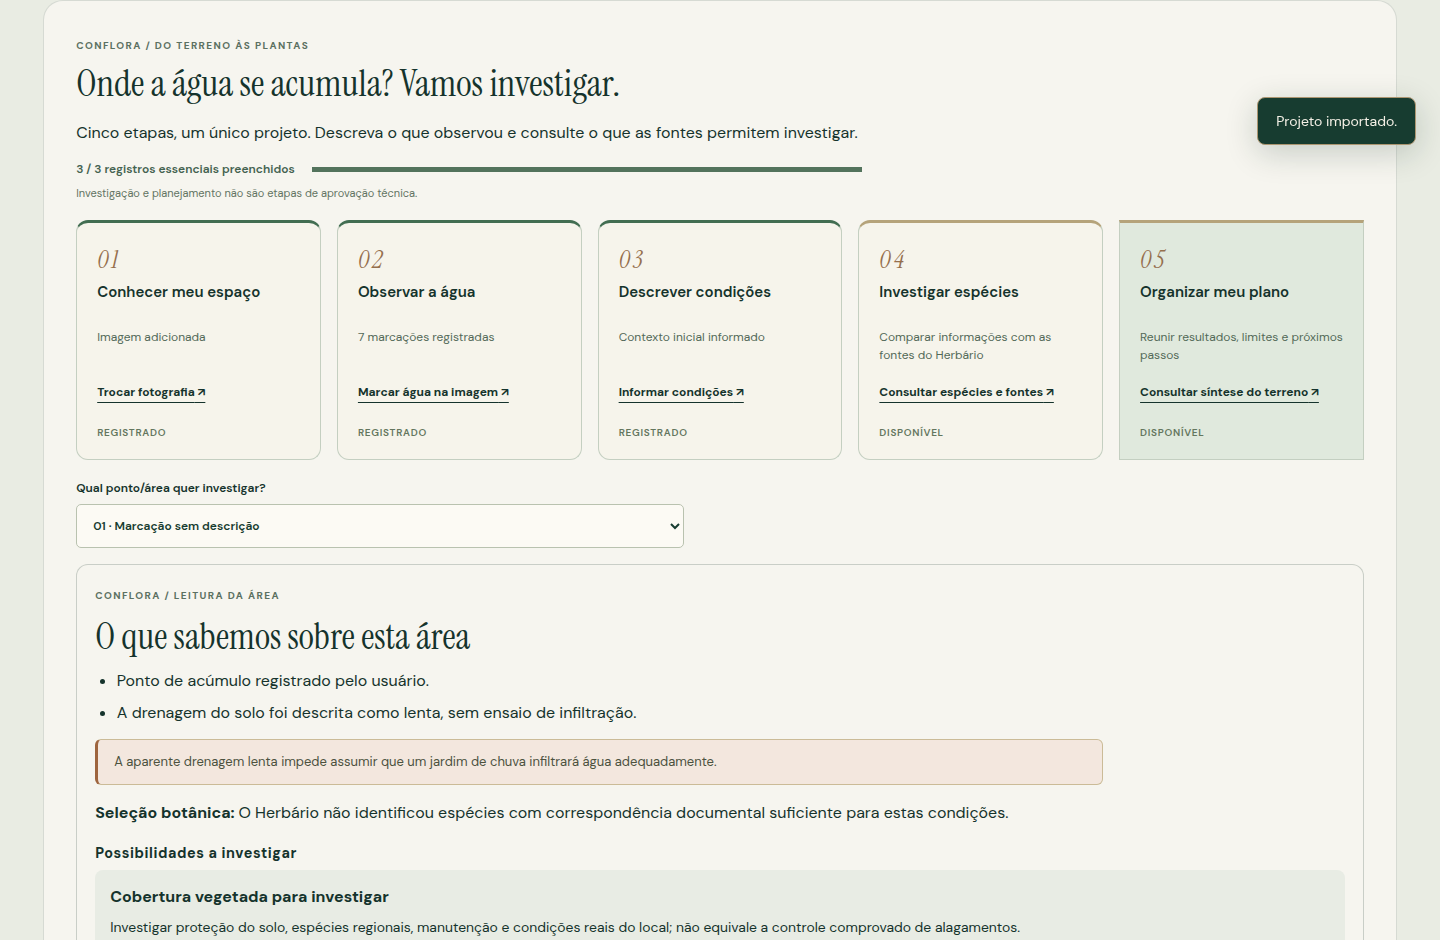 CONFLORA / DO TERRENO ÀS PLANTAS
Onde a água se acumula? Vamos investigar.
Cinco etapas, um único projeto. Descreva o que observou e consulte o que as fontes permitem investigar.
Projeto importado.
3 / 3 registros essenciais preenchidos
Investigação e planejamento não são etapas de aprovação técnica.
01
Conhecer meu espaço
Imagem adicionada
Trocar fotografia ↗
REGISTRADO
02
Observar a água
7 marcações registradas
Marcar água na imagem ↗
REGISTRADO
03
Descrever condições
Contexto inicial informado
Informar condições ↗
REGISTRADO
04
Investigar espécies
Comparar informações com as
fontes do Herbário
Consultar espécies e fontes ↗
DISPONÍVEL
05
Organizar meu plano
Reunir resultados, limites e próximos
passos
Consultar síntese do terreno ↗
DISPONÍVEL
Qual ponto/área quer investigar?
01 · Marcação sem descrição
CONFLORA / LEITURA DA ÁREA
O que sabemos sobre esta área
• Ponto de acúmulo registrado pelo usuário.
• A drenagem do solo foi descrita como lenta, sem ensaio de infiltração.
A aparente drenagem lenta impede assumir que um jardim de chuva infiltrará água adequadamente.
Seleção botânica: O Herbário não identificou espécies com correspondência documental suficiente para estas condições.
Possibilidades a investigar
Cobertura vegetada para investigar
Investigar proteção do solo, espécies regionais, manutenção e condições reais do local; não equivale a controle comprovado de alagamentos.